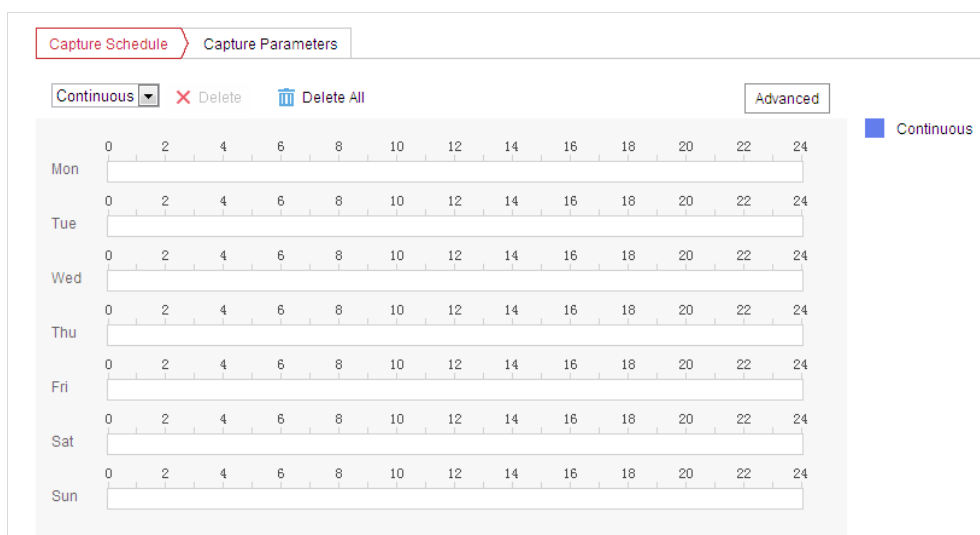 Capture Schedule Capture Parameters
Continuous Delete Delete All Advanced
Continuous
0 2 4 6 8 10 12 14 16 18 20 22 24
Mon
0 2 4 6 8 10 12 14 16 18 20 22 24
Tue
0 2 4 6 8 10 12 14 16 18 20 22 24
Wed
0 2 4 6 8 10 12 14 16 18 20 22 24
Thu
0 2 4 6 8 10 12 14 16 18 20 22 24
Fri
0 2 4 6 8 10 12 14 16 18 20 22 24
Sat
0 2 4 6 8 10 12 14 16 18 20 22 24
Sun